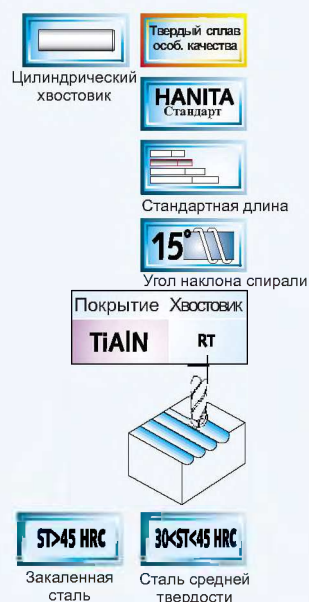 Твердый сплав
особ. качества
Цилиндрический
хвостовик
HANITA
Стандарт
Стандартная длина
15°
Угол наклона спирали
Покрытие Хвостовик
TiAlN RT
ST>45 HRC 30<ST<45 HRC
Закаленная
сталь
Сталь средней
твердости